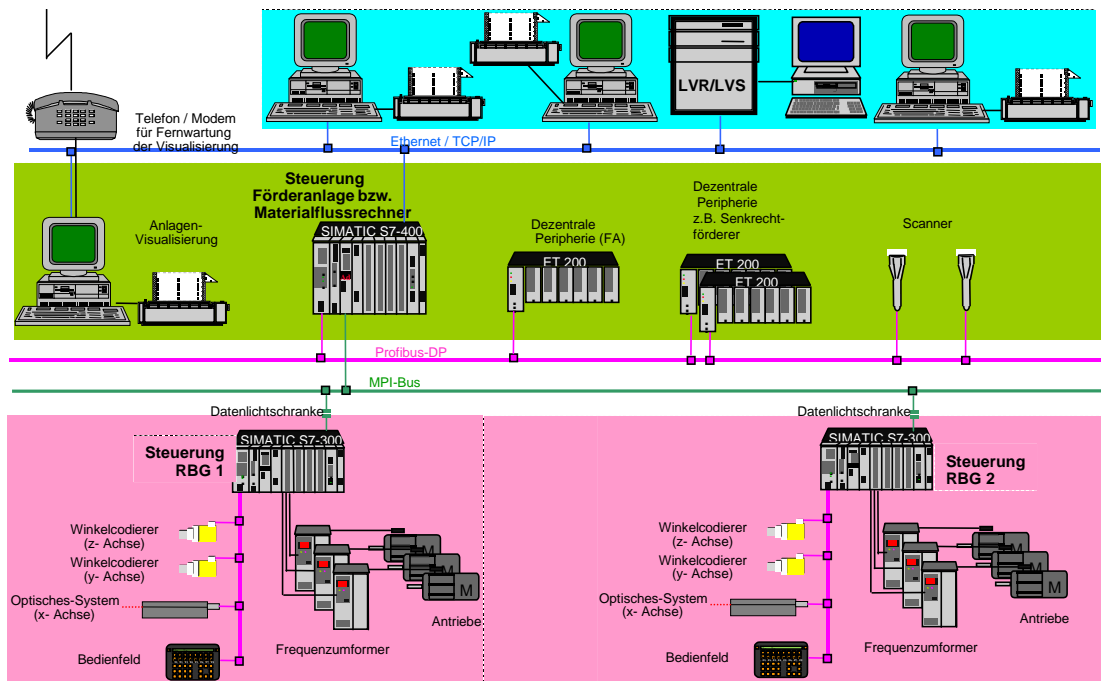 LVR/LVS
Telefon / Modem
für Fernwartung
der Visualisierung
Ethernet / TCP/IP
Steuerung
Förderanlage bzw.
Materialflussrechner
SIMATIC S7-400
Anlagen-
Visualisierung
Dezentrale
Peripherie (FA)
ET 200
Dezentrale
Peripherie
z.B. Senkrecht-
förderer
ET 200
ET 200
Scanner
Profibus-DP
MPI-Bus
Datenlichtschranke
SIMATIC S7-300
Steuerung
RBG 1
Winkelcodierer
(z- Achse)
Winkelcodierer
(y- Achse)
Optisches-System
(x- Achse)
Bedienfeld
Frequenzumformer
M
M
M
Antriebe
Datenlichtschranke
SIMATIC S7-300
Steuerung
RBG 2
Winkelcodierer
(z- Achse)
Winkelcodierer
(y- Achse)
Optisches-System
(x- Achse)
Bedienfeld
Frequenzumformer
M
M
M
Antriebe